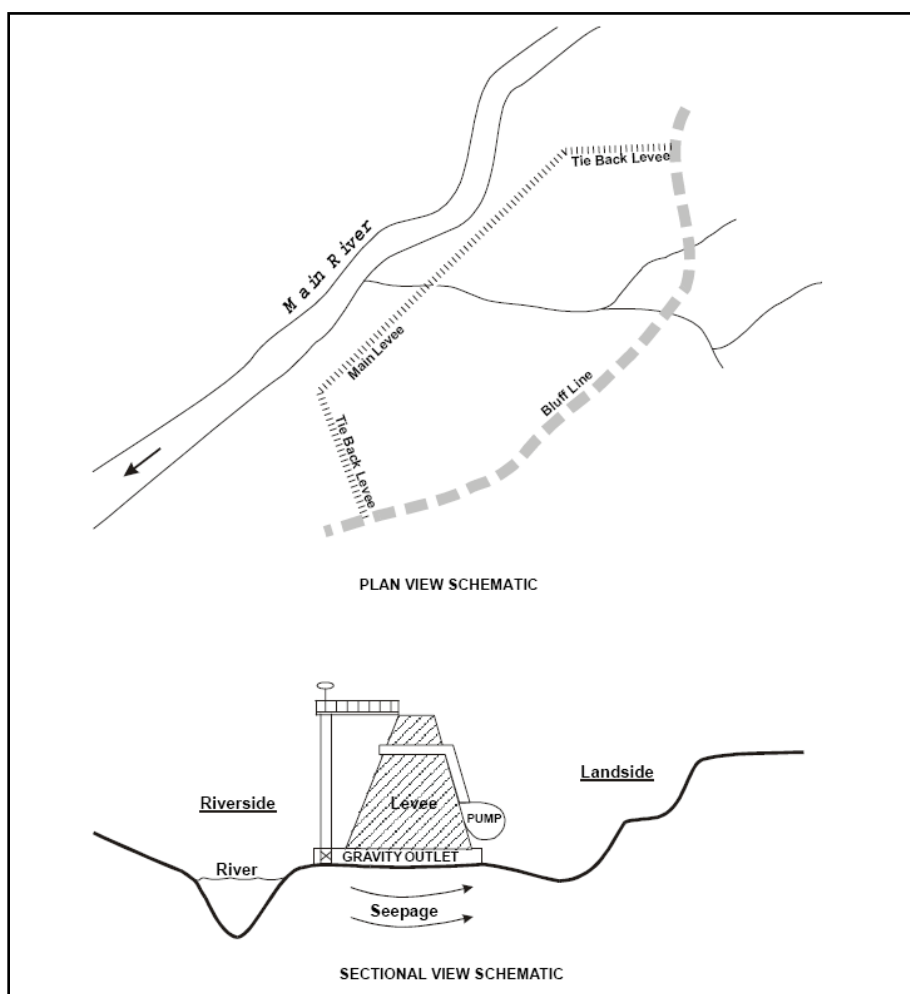 Tie Back Levee
Main River
Main Levee
Bluff Line
Tie Back Levee
PLAN VIEW SCHEMATIC
Landside
Riverside
Levee
PUMP
GRAVITY OUTLET
River
Seepage
SECTIONAL VIEW SCHEMATIC